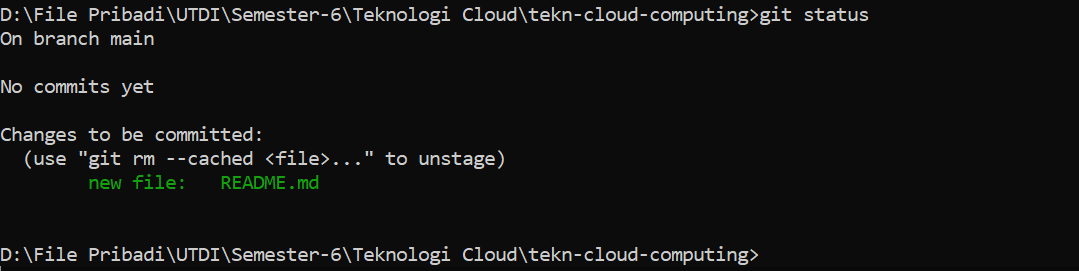 D:\File Pribadi\UTDI\Semester-6\Teknologi Cloud\tekn-cloud-computing>git status
On branch main
No commits yet
Changes to be committed:
(use "git rm --cached <file>..." to unstage)
new file:   README.md
D:\File Pribadi\UTDI\Semester-6\Teknologi Cloud\tekn-cloud-computing>